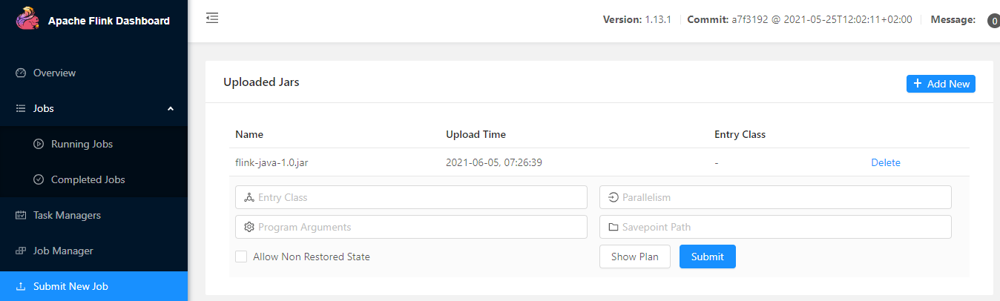 Apache Flink Dashboard
Version: 1.13.1 Commit: a7f3192 @ 2021-05-25T12:02:11+02:00 Message: 0
Overview
Jobs
Running Jobs
Completed Jobs
Task Managers
Job Manager
Submit New Job
Uploaded Jars
+ Add New
Name Upload Time Entry Class
flink-java-1.0.jar 2021-06-05, 07:26:39 - Delete
Entry Class Parallelism
Program Arguments Savepoint Path
Allow Non Restored State Show Plan Submit